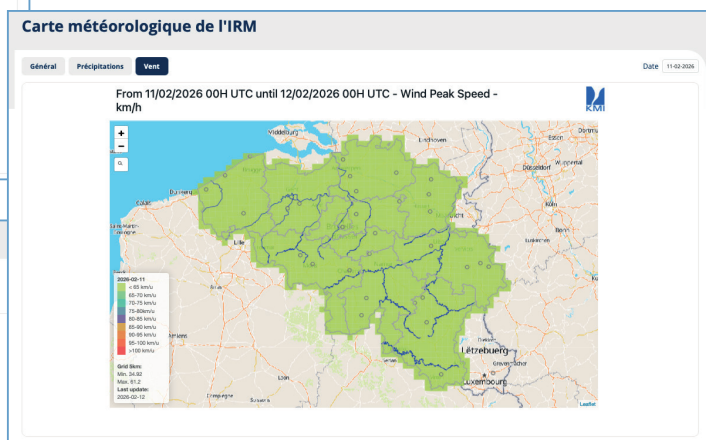 Carte météorologique de l'IRM
Général
Précipitations
Vent
Date 11-02-2026
From 11/02/2026 00H UTC until 12/02/2026 00H UTC - Wind Peak Speed -
km/h
KMI
+
−
Middelburg
Eindhoven
Essen
Düsseldorf
Wuppertal
Calais
Köln
Bonn
Lille
Lëtzebuerg
Luxembourg
Compiègne
2026-02-11
< 65 km/u
65-70 km/u
70-75 km/u
75-80km/u
80-85 km/u
85-90 km/u
90-95 km/u
95-100 km/u
>100 km/u
Grid 5km:
Min. 34.92
Max. 61.2
Last update:
2026-02-12
Leaflet